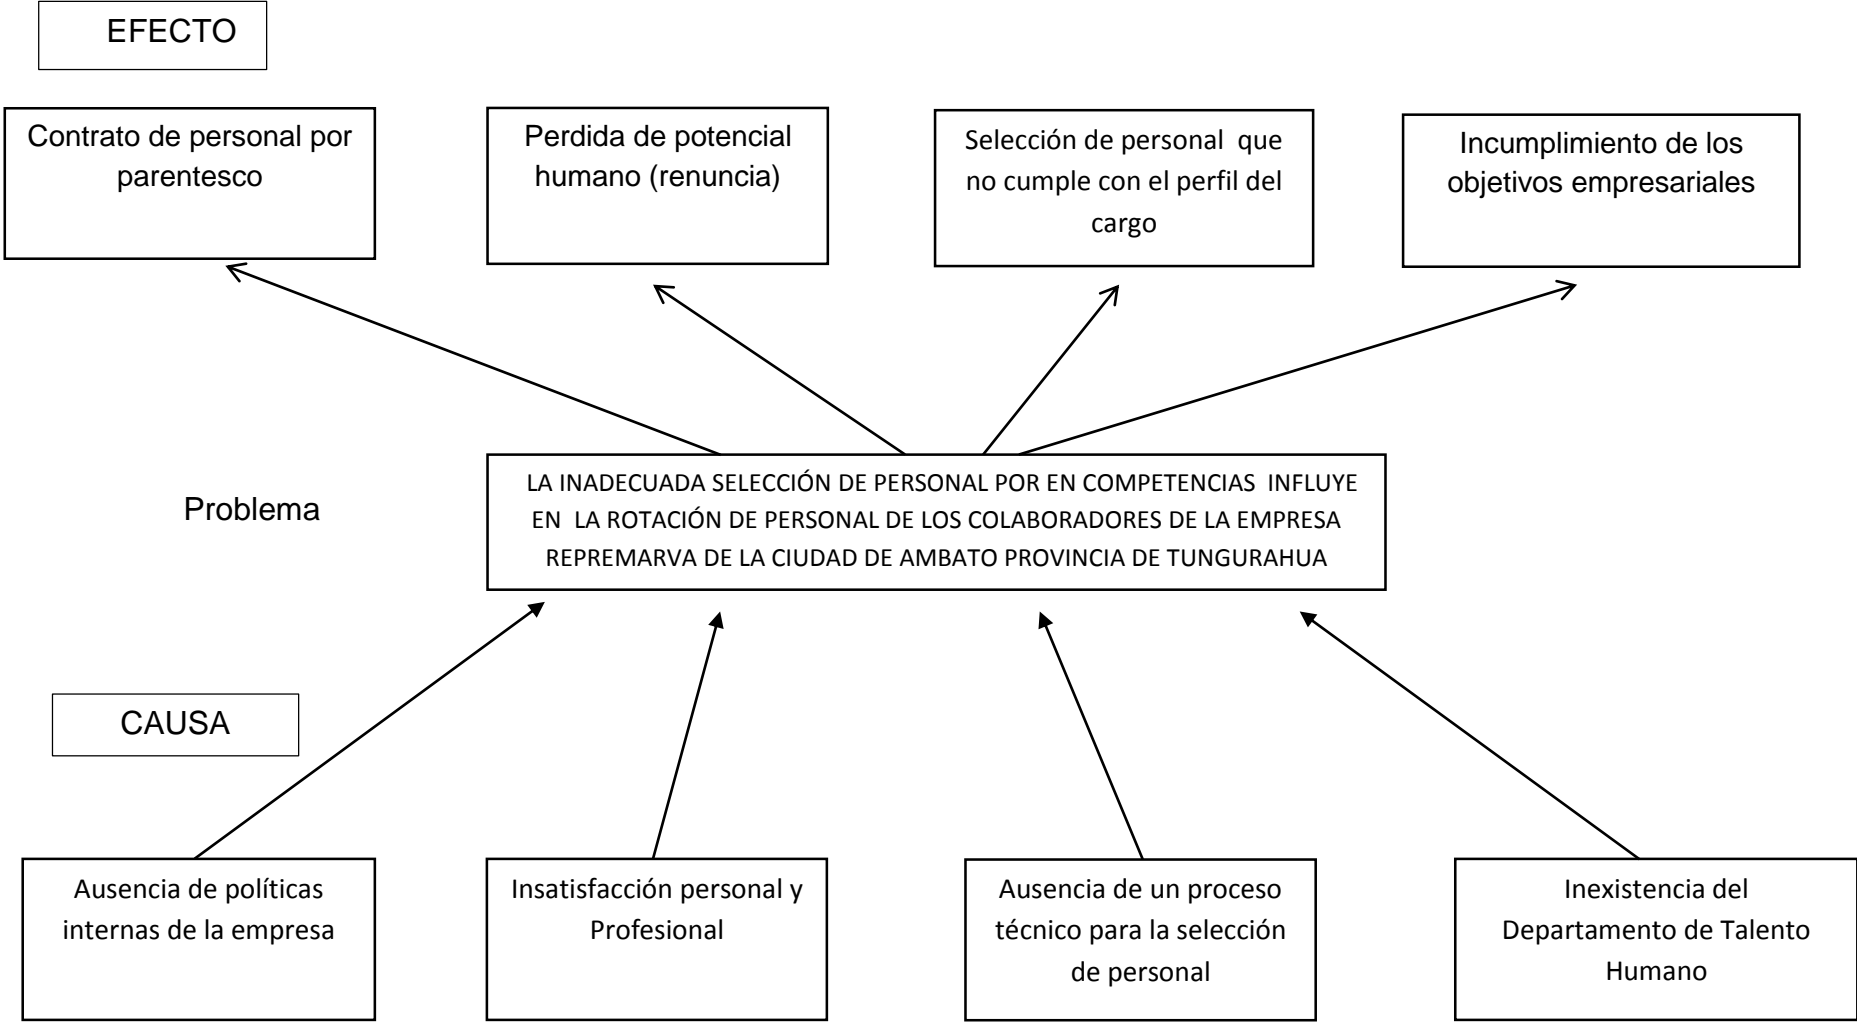 EFECTO
Contrato de personal por
parentesco
Perdida de potencial
humano (renuncia)
Selección de personal que
no cumple con el perfil del
cargo
Incumplimiento de los
objetivos empresariales
Problema
LA INADECUADA SELECCIÓN DE PERSONAL POR EN COMPETENCIAS INFLUYE
EN LA ROTACIÓN DE PERSONAL DE LOS COLABORADORES DE LA EMPRESA
REPREMARVA DE LA CIUDAD DE AMBATO PROVINCIA DE TUNGURAHUA
CAUSA
Ausencia de políticas
internas de la empresa
Insatisfacción personal y
Profesional
Ausencia de un proceso
técnico para la selección
de personal
Inexistencia del
Departamento de Talento
Humano